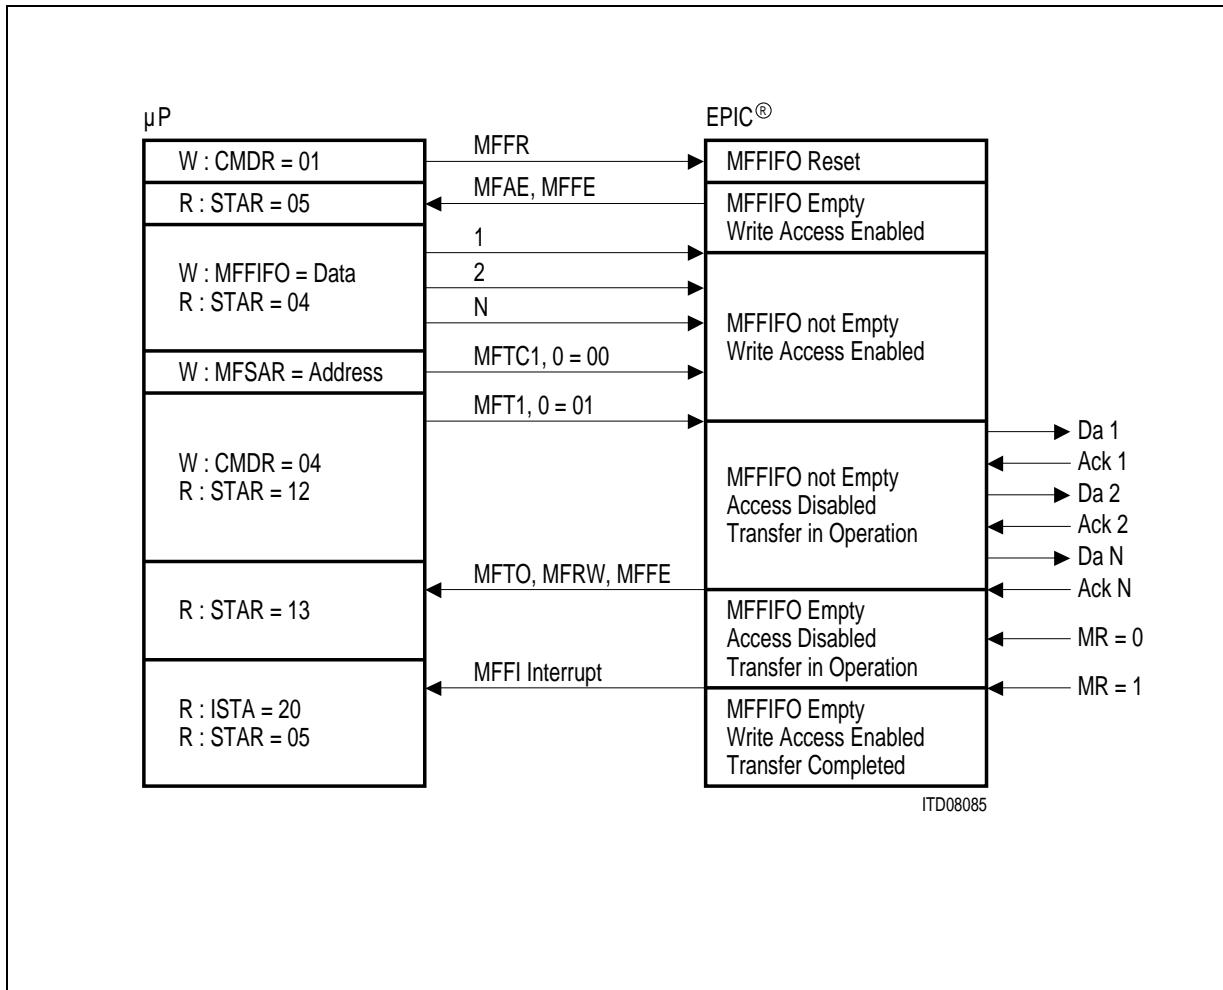 µP
EPIC®
W : CMDR = 01
MFFR
MFFIFO Reset
R : STAR = 05
MFAE, MFFE
MFFIFO Empty
Write Access Enabled
W : MFFIFO = Data
R : STAR = 04
1
2
N
MFFIFO not Empty
Write Access Enabled
W : MFSAR = Address
MFTC1, 0 = 00
MFT1, 0 = 01
W : CMDR = 04
R : STAR = 12
MFFIFO not Empty
Access Disabled
Transfer in Operation
Da 1
Ack 1
Da 2
Ack 2
Da N
Ack N
R : STAR = 13
MFTO, MFRW, MFFE
MFFIFO Empty
Access Disabled
Transfer in Operation
MR = 0
MR = 1
R : ISTA = 20
R : STAR = 05
MFFI Interrupt
MFFIFO Empty
Write Access Enabled
Transfer Completed
ITD08085